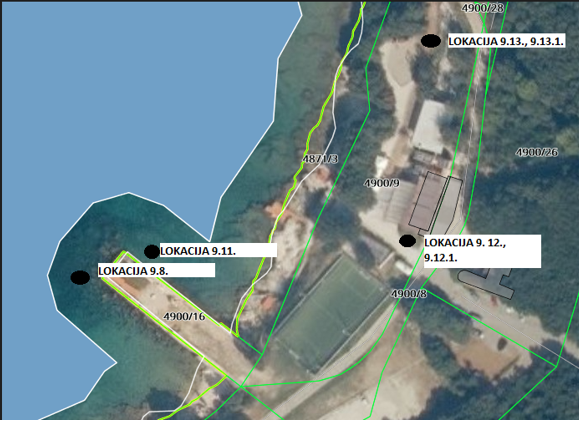 4900/28
LOKACIJA 9.13., 9.13.1.
4871/3
4900/26
4900/9
LOKACIJA 9.11.
LOKACIJA 9. 12.,
9.12.1.
LOKACIJA 9.8.
4900/8
4900/16